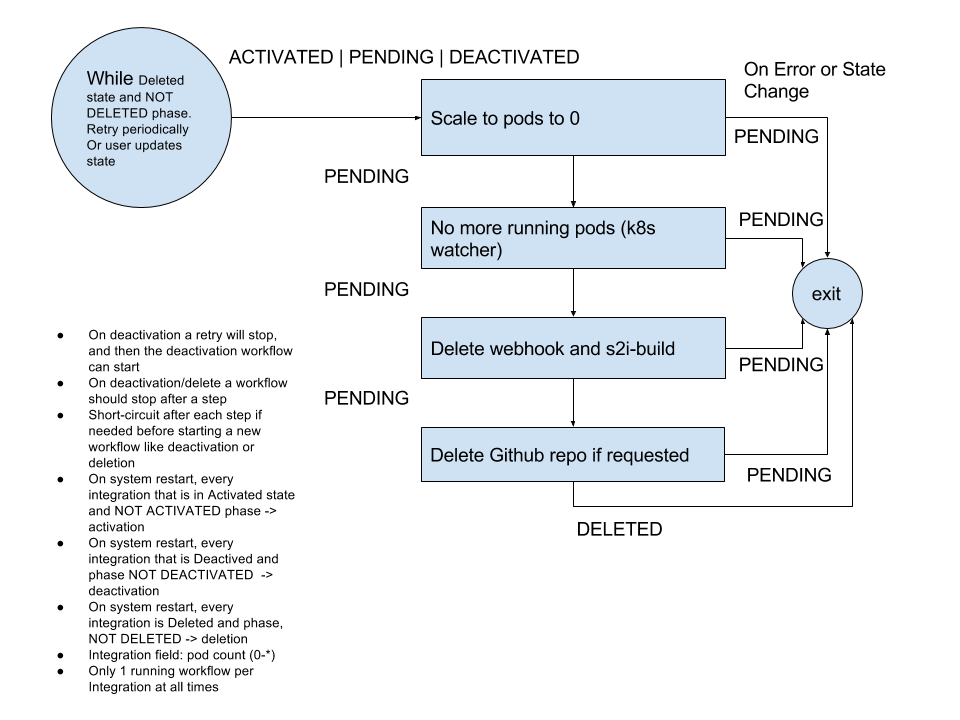 ACTIVATED | PENDING | DEACTIVATED
While Deleted
state and NOT
DELETED phase.
Retry periodically
Or user updates
state
On Error or State
Change
Scale to pods to 0
PENDING
PENDING
No more running pods (k8s
watcher)
PENDING
PENDING
exit
Delete webhook and s2i-build
PENDING
PENDING
Delete Github repo if requested
PENDING
DELETED
● On deactivation a retry will stop,
and then the deactivation workflow
can start
● On deactivation/delete a workflow
should stop after a step
● Short-circuit after each step if
needed before starting a new
workflow like deactivation or
deletion
● On system restart, every
integration that is in Activated state
and NOT ACTIVATED phase ->
activation
● On system restart, every
integration that is Deactived and
phase NOT DEACTIVATED  ->
deactivation
● On system restart, every
integration is Deleted and phase,
NOT DELETED -> deletion
● Integration field: pod count (0-*)
● Only 1 running workflow per
Integration at all times